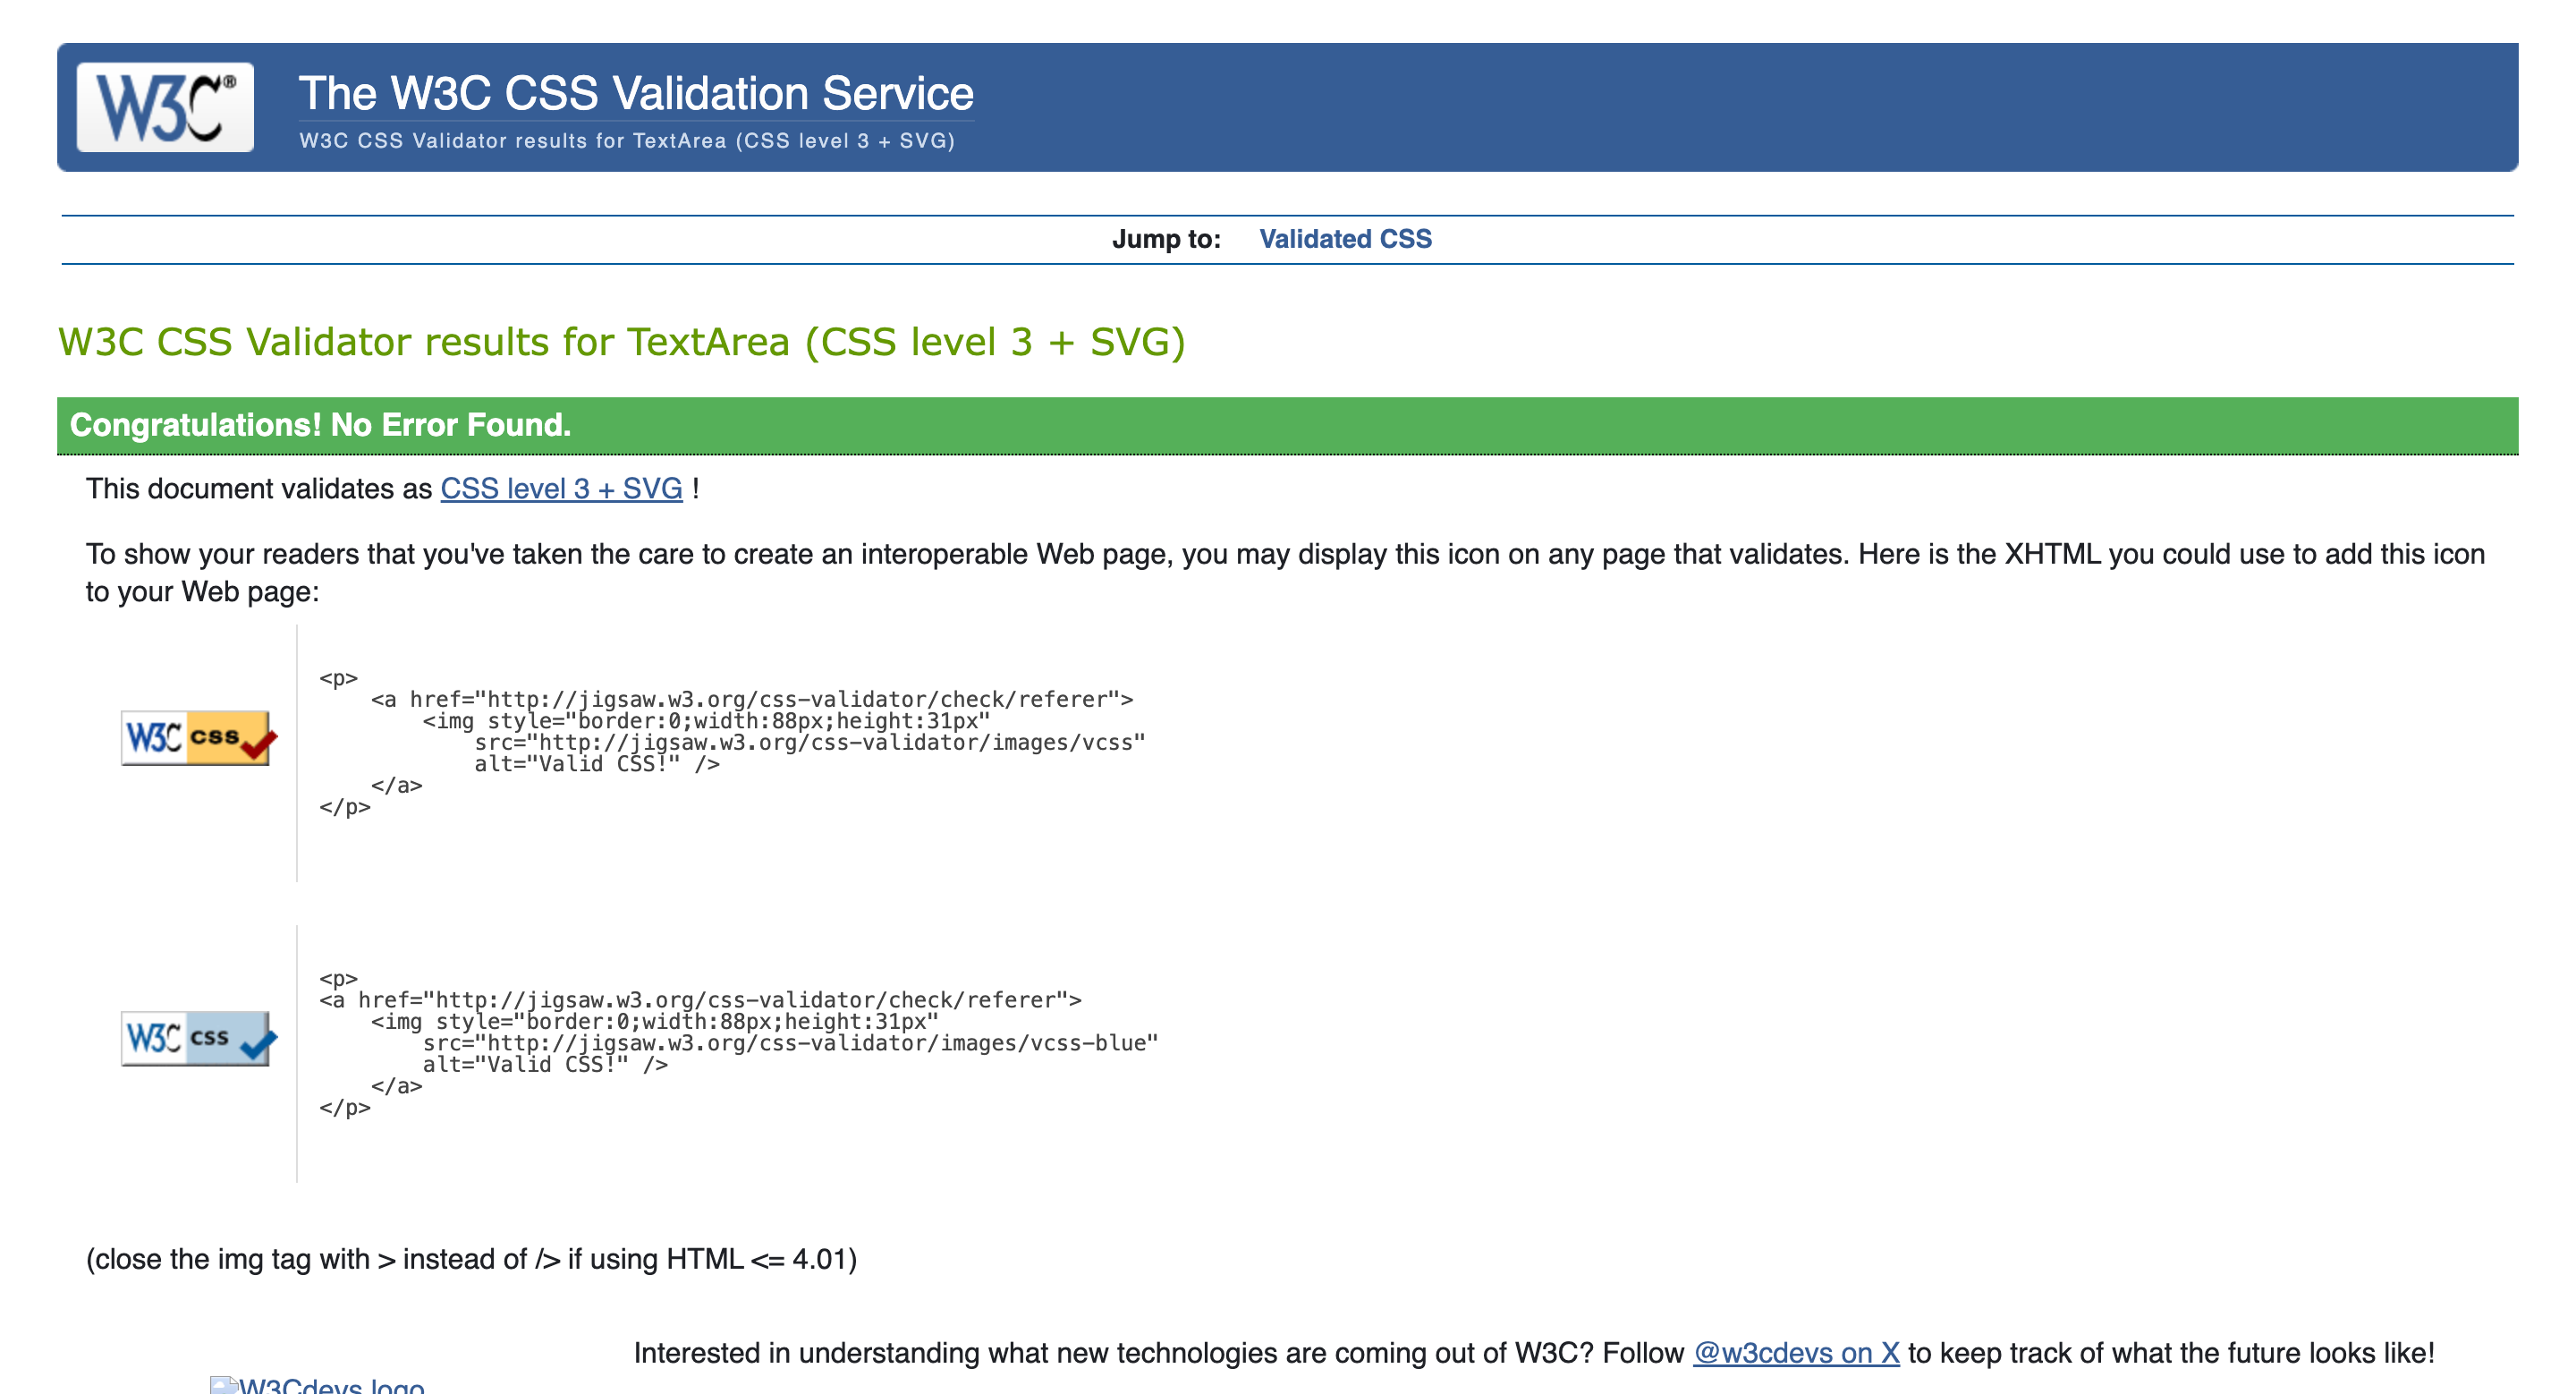 W3C®
The W3C CSS Validation Service
W3C CSS Validator results for TextArea (CSS level 3 + SVG)
Jump to: Validated CSS
W3C CSS Validator results for TextArea (CSS level 3 + SVG)
Congratulations! No Error Found.
This document validates as CSS level 3 + SVG !
To show your readers that you've taken the care to create an interoperable Web page, you may display this icon on any page that validates. Here is the XHTML you could use to add this icon
to your Web page:
<p>
    <a href="http://jigsaw.w3.org/css-validator/check/referer">
        <img style="border:0;width:88px;height:31px"
            src="http://jigsaw.w3.org/css-validator/images/vcss"
            alt="Valid CSS!" />
    </a>
</p>
W3C css
<p>
<a href="http://jigsaw.w3.org/css-validator/check/referer">
    <img style="border:0;width:88px;height:31px"
        src="http://jigsaw.w3.org/css-validator/images/vcss-blue"
        alt="Valid CSS!" />
    </a>
</p>
W3C css
(close the img tag with > instead of /> if using HTML <= 4.01)
Interested in understanding what new technologies are coming out of W3C? Follow @w3cdevs on X to keep track of what the future looks like!
W3Cdevs logo